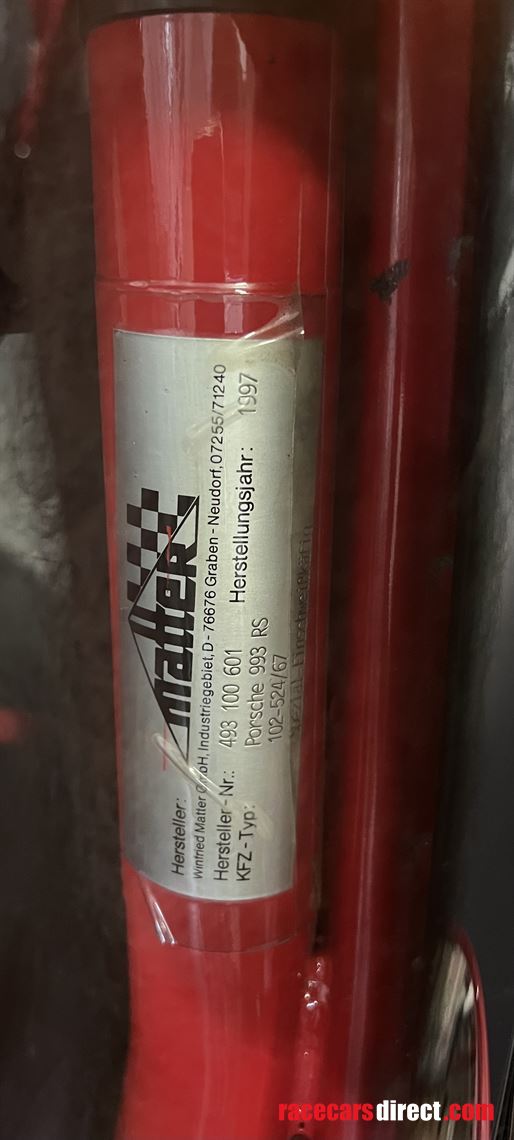 matter
Hersteller:
Winfried Matter GmbH, Industriegebiet, D - 76676 Graben - Neudorf, 07255/71240
Hersteller - Nr.: 493 100 601 Herstellungsjahr: 1997
KFZ - Typ: Porsche 993 RS
102-524/67
racecarsdirect.com